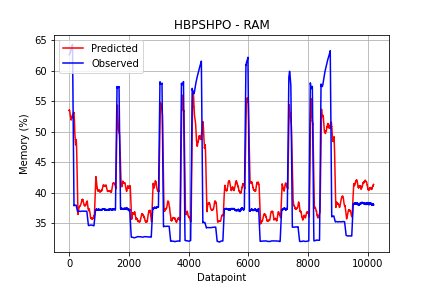 HBPSHPO - RAM
Predicted
Observed
Memory (%)
65
60
55
50
45
40
35
0
2000
4000
6000
8000
10000
Datapoint